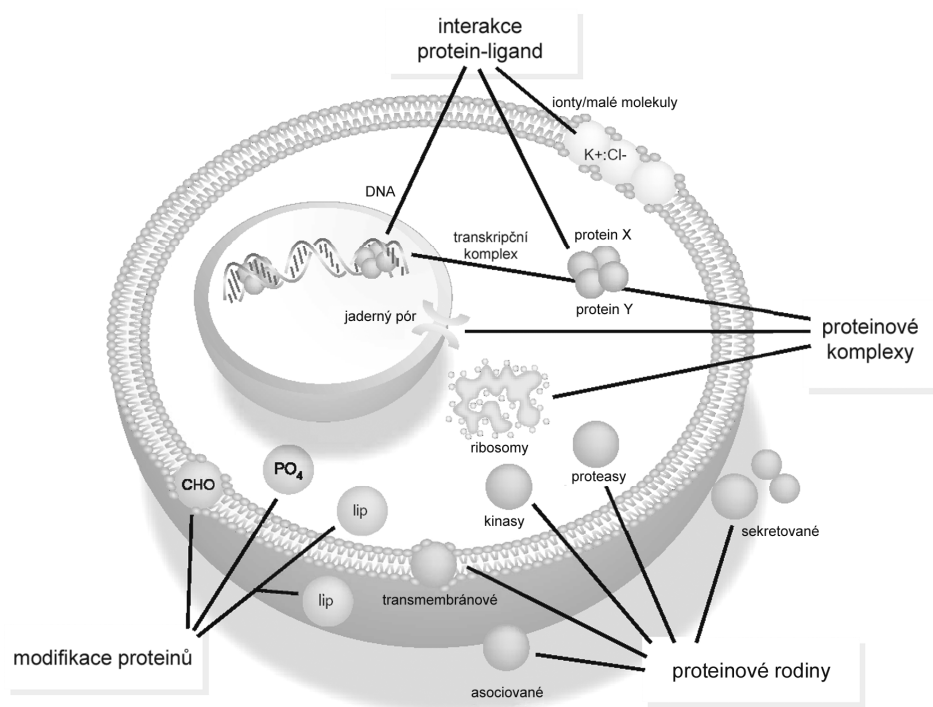 interakce
protein-ligand
ionty/malé molekuly
K+:Cl-
DNA
transkripční
komplex
protein X
protein Y
jaderný pór
proteinové
komplexy
ribosomy
proteasy
CHO
PO4
lip
kinasy
sekretované
lip
transmembránové
modifikace proteinů
asociované
proteinové rodiny